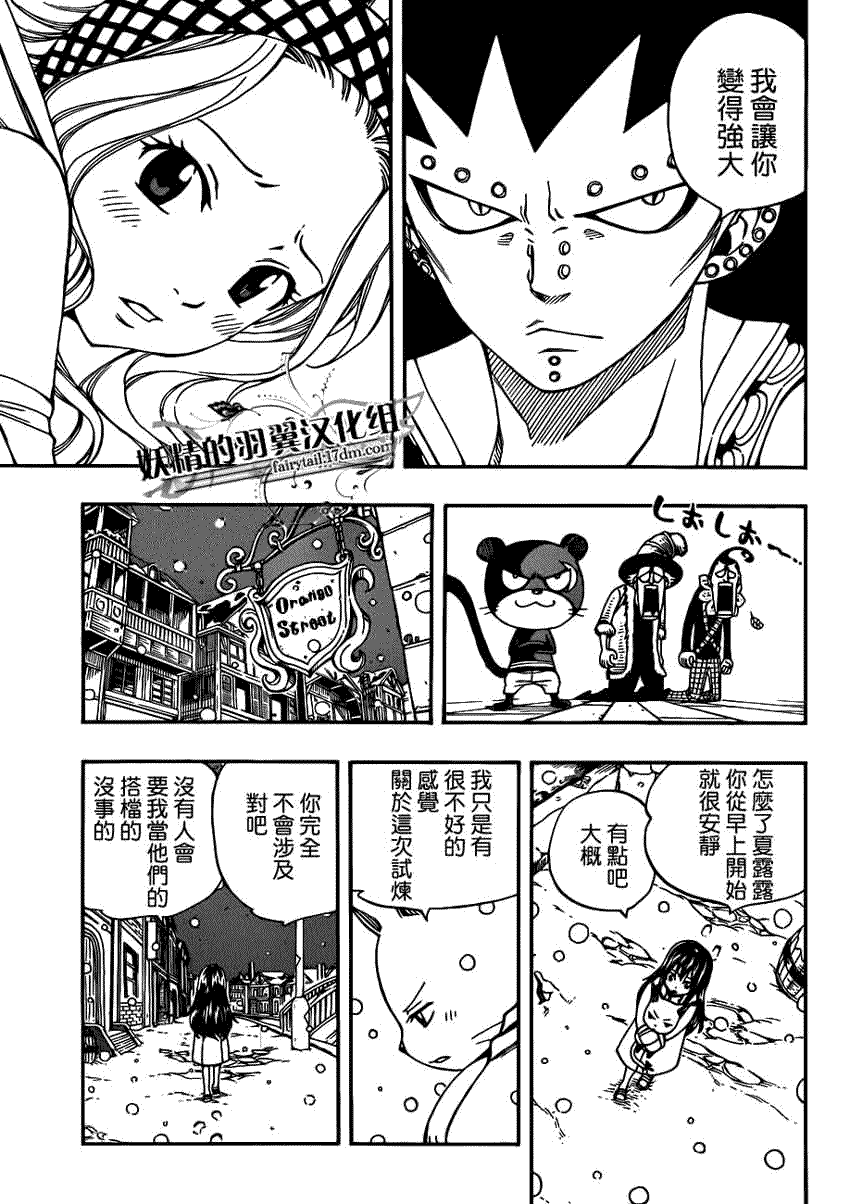 我會讓你
變得強大
妖精的羽翼汉化组
fairytail.17dm.com
しおしお〜
Orango
Street
怎麼了夏露露
你從早上開始
就很安靜
有點吧
大概
我只是有
很不好的
感覺
關於這次試煉
你完全
不會涉及
對吧
沒有人會
要我當他們的
搭檔的
沒事的